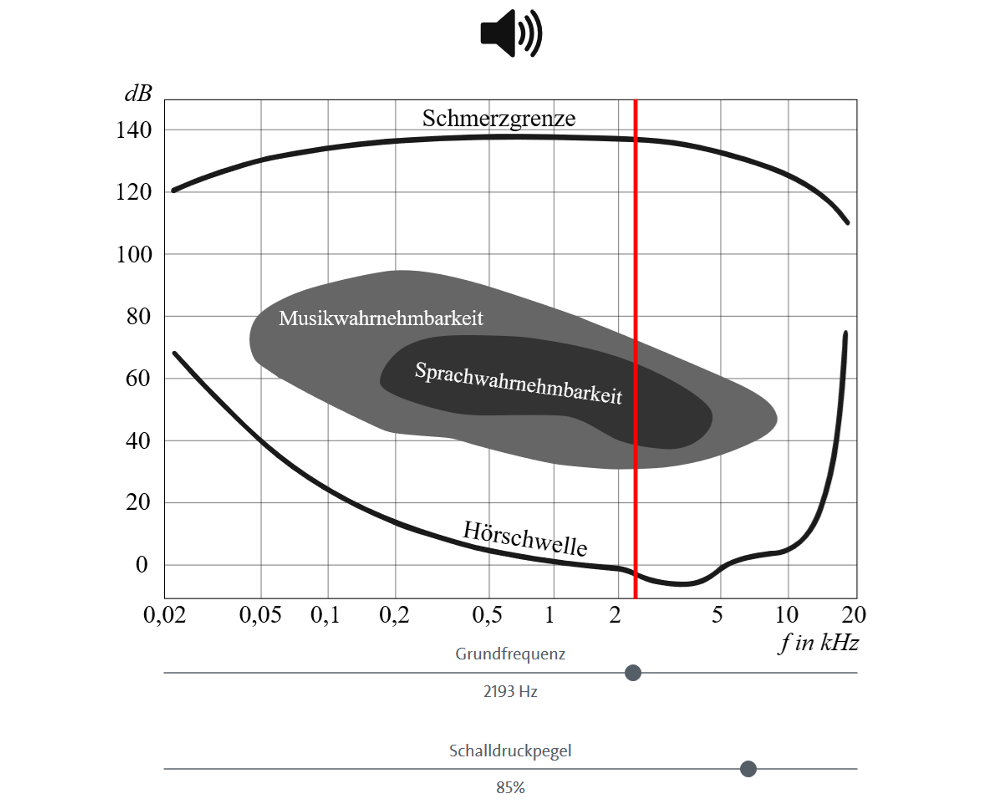 dB
Schmerzgrenze
140
120
100
80
60
40
20
0
Musikwahrnehmbarkeit
Sprachwahrnehmbarkeit
Hörschwelle
0,02 0,05 0,1 0,2 0,5 1 2 5 10 20
f in kHz
Grundfrequenz
2193 Hz
Schalldruckpegel
85%